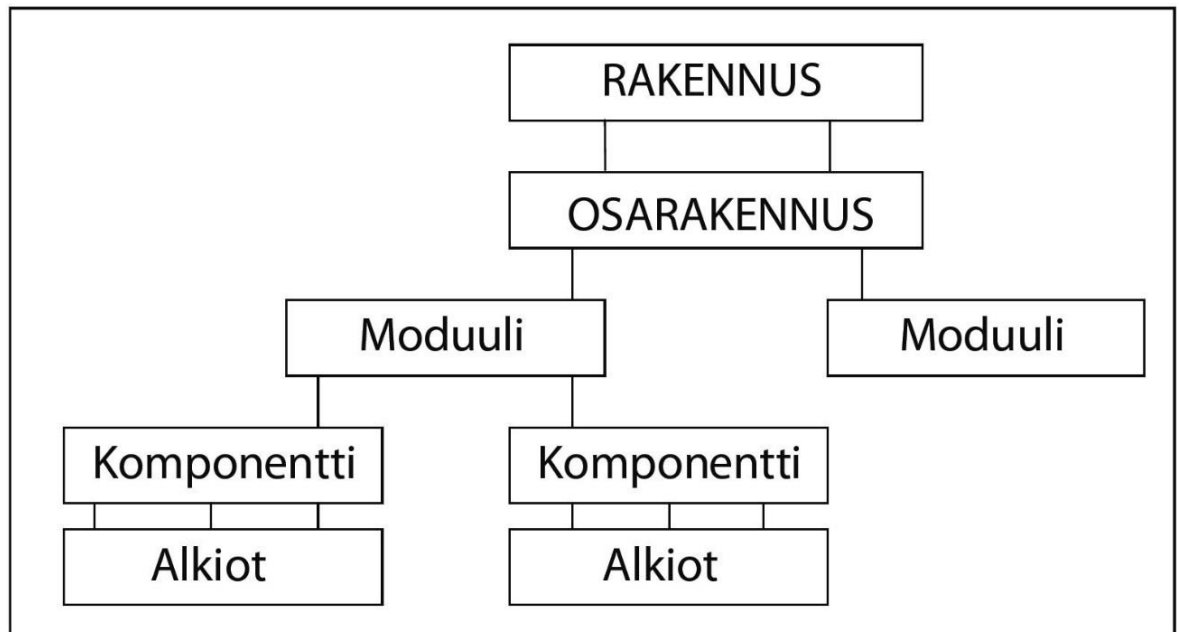 RAKENNUS
OSARAKENNUS
Moduuli
Moduuli
Komponentti
Komponentti
Alkiot
Alkiot